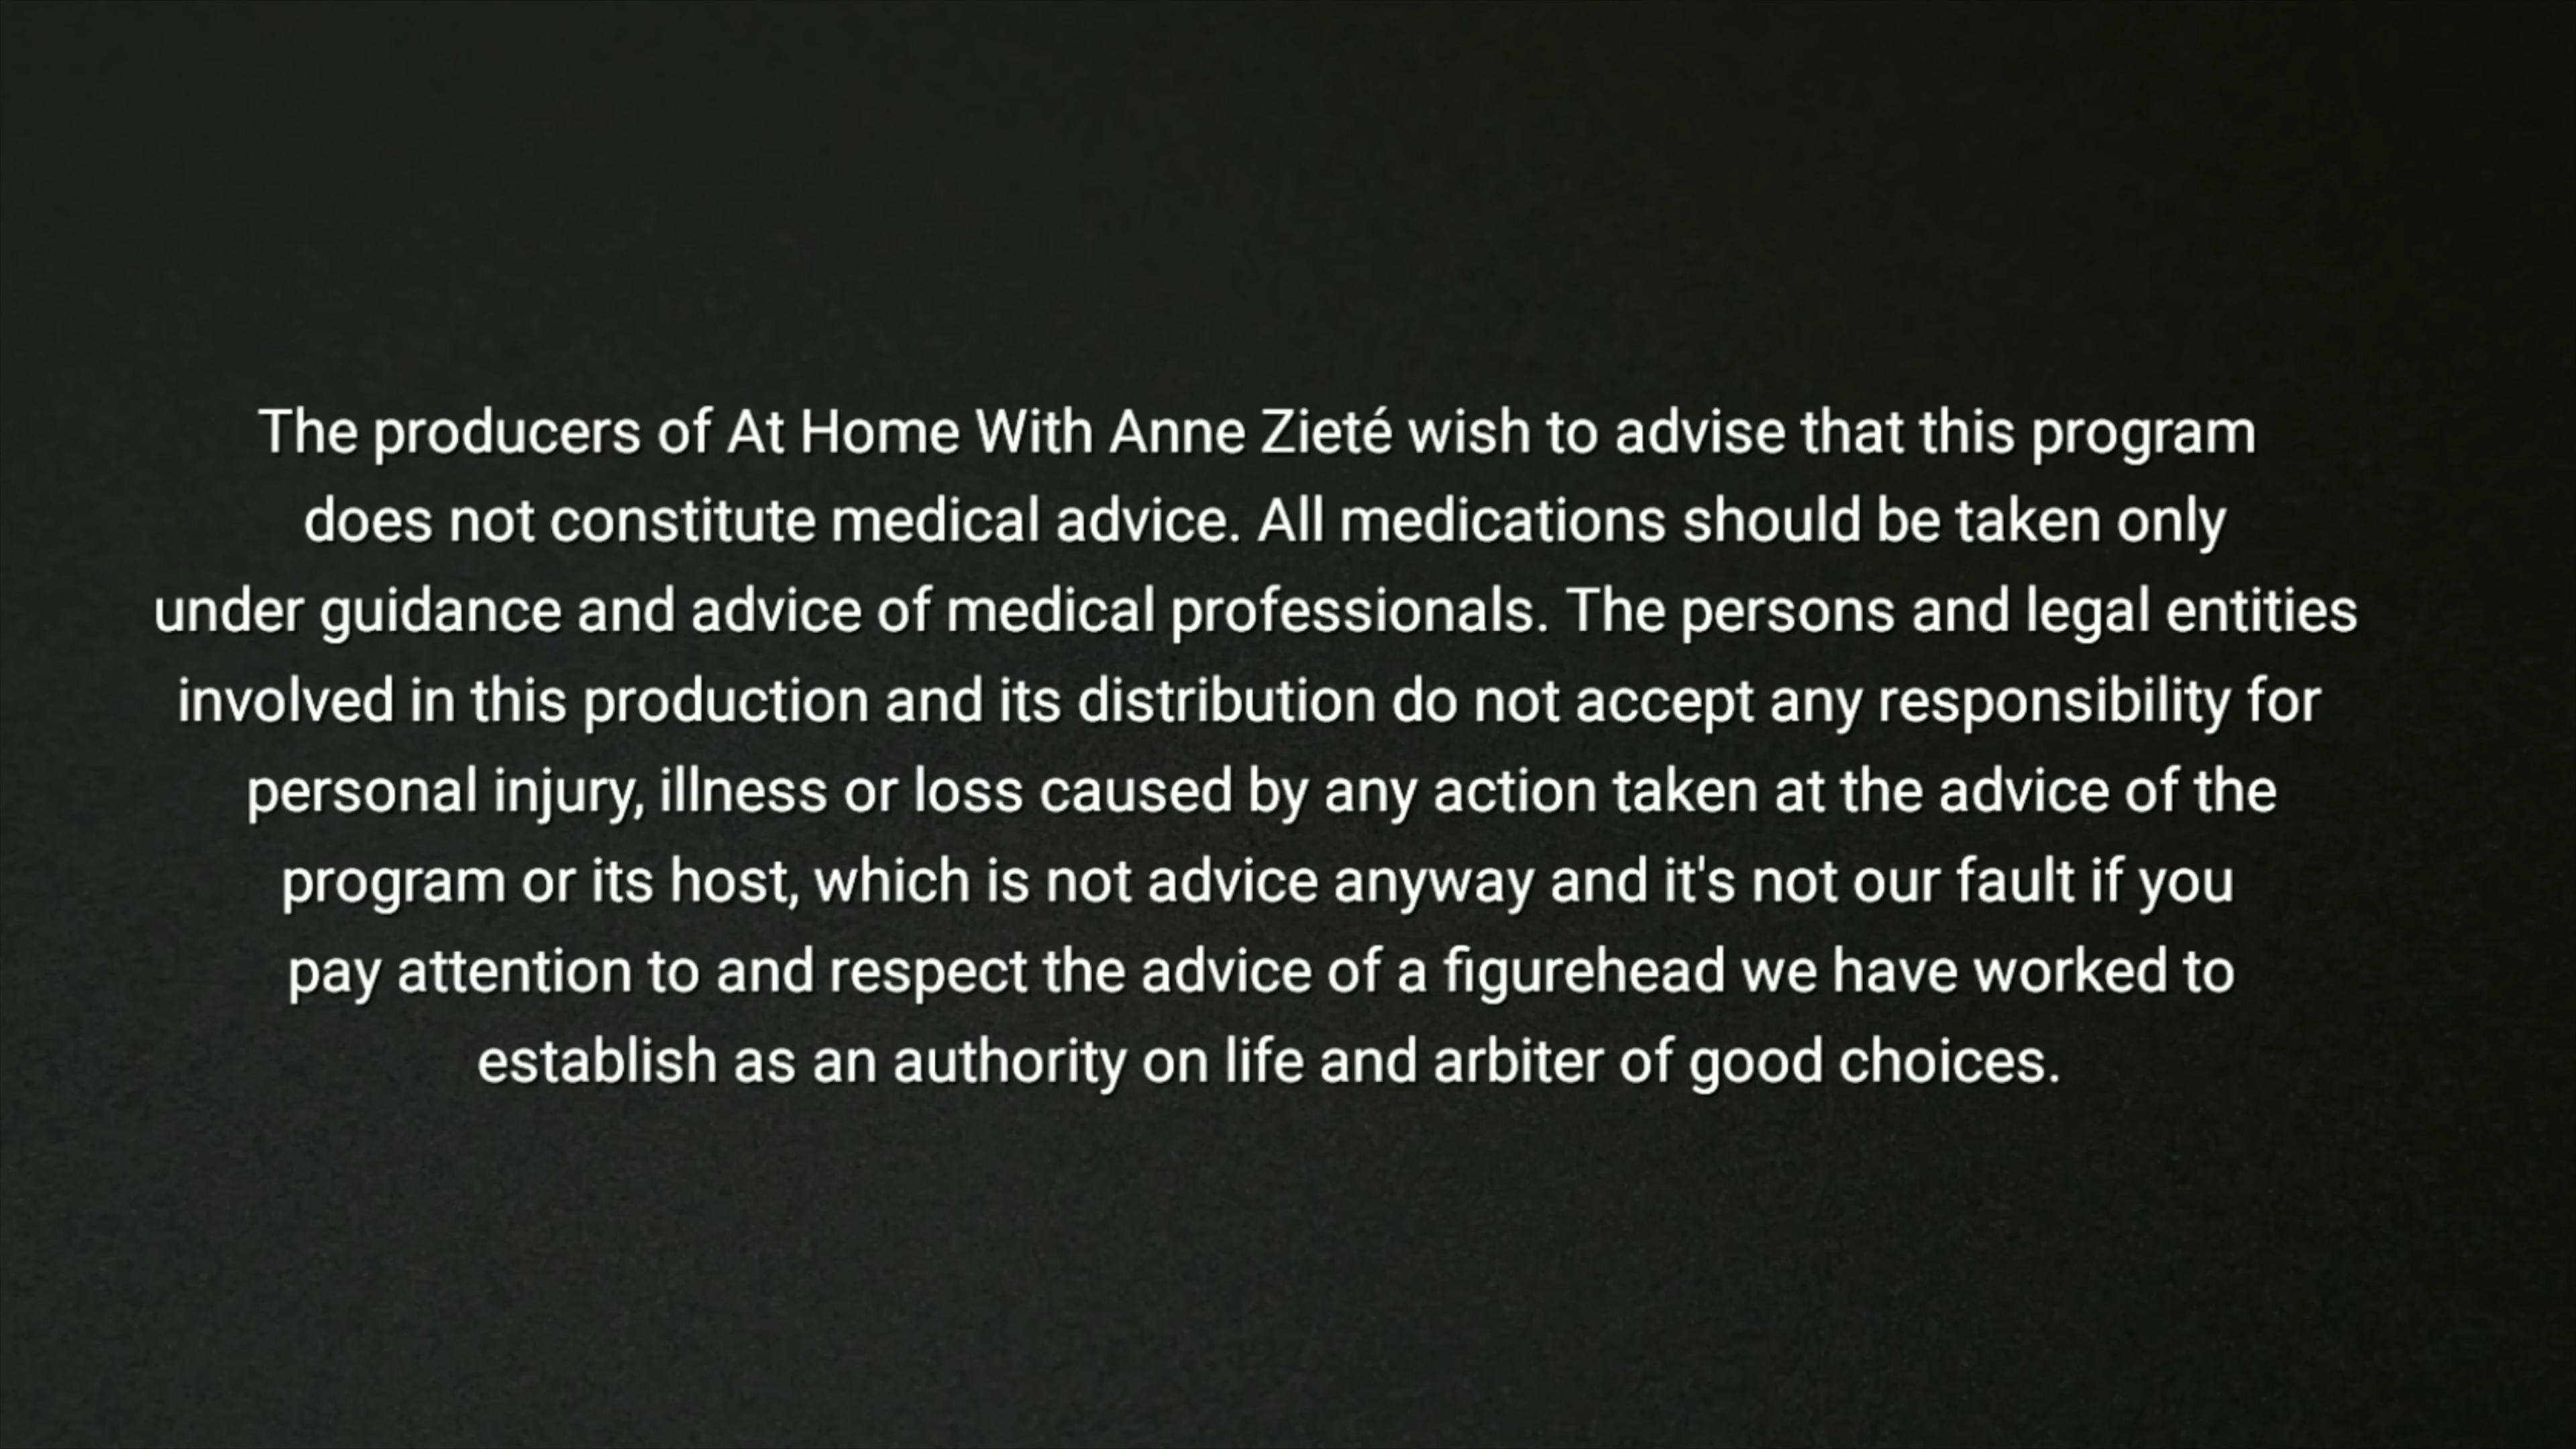 The producers of At Home With Anne Zieté wish to advise that this program
does not constitute medical advice. All medications should be taken only
under guidance and advice of medical professionals. The persons and legal entities
involved in this production and its distribution do not accept any responsibility for
personal injury, illness or loss caused by any action taken at the advice of the
program or its host, which is not advice anyway and it's not our fault if you
pay attention to and respect the advice of a figurehead we have worked to
establish as an authority on life and arbiter of good choices.